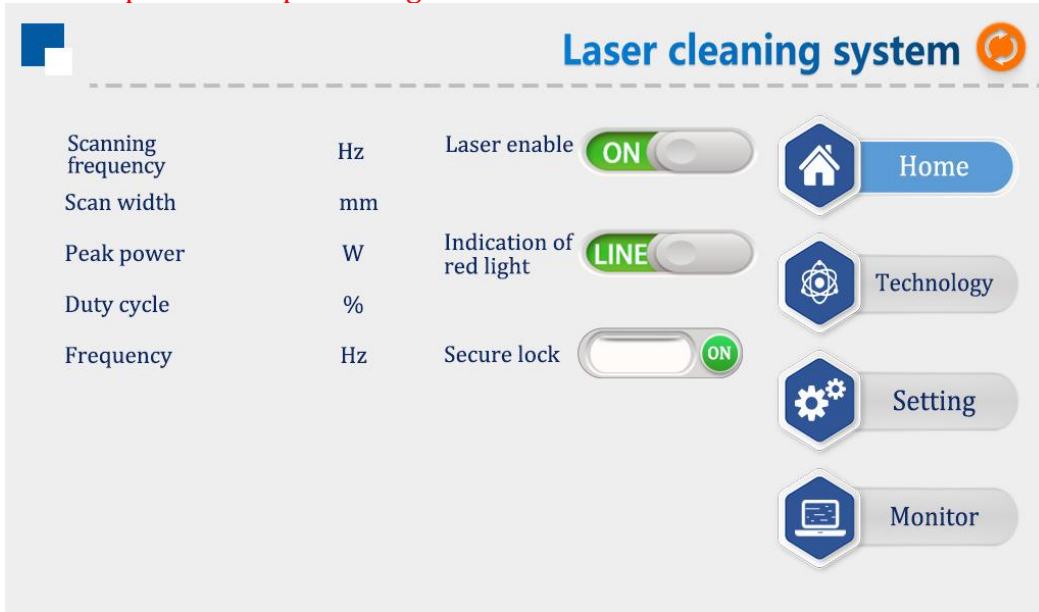 Laser cleaning system
Scanning
frequency
Hz
Laser enable
ON
Home
Scan width
mm
Peak power
W
Indication of
red light
LINE
Technology
Duty cycle
%
Frequency
Hz
Secure lock
ON
Setting
Monitor